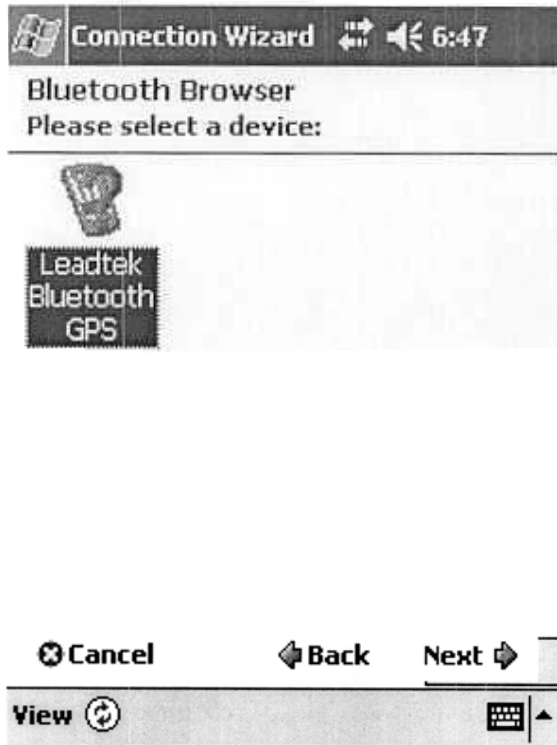 Connection Wizard 6:47
Bluetooth Browser
Please select a device:
Leadtek
Bluetooth
GPS
Cancel Back Next
View